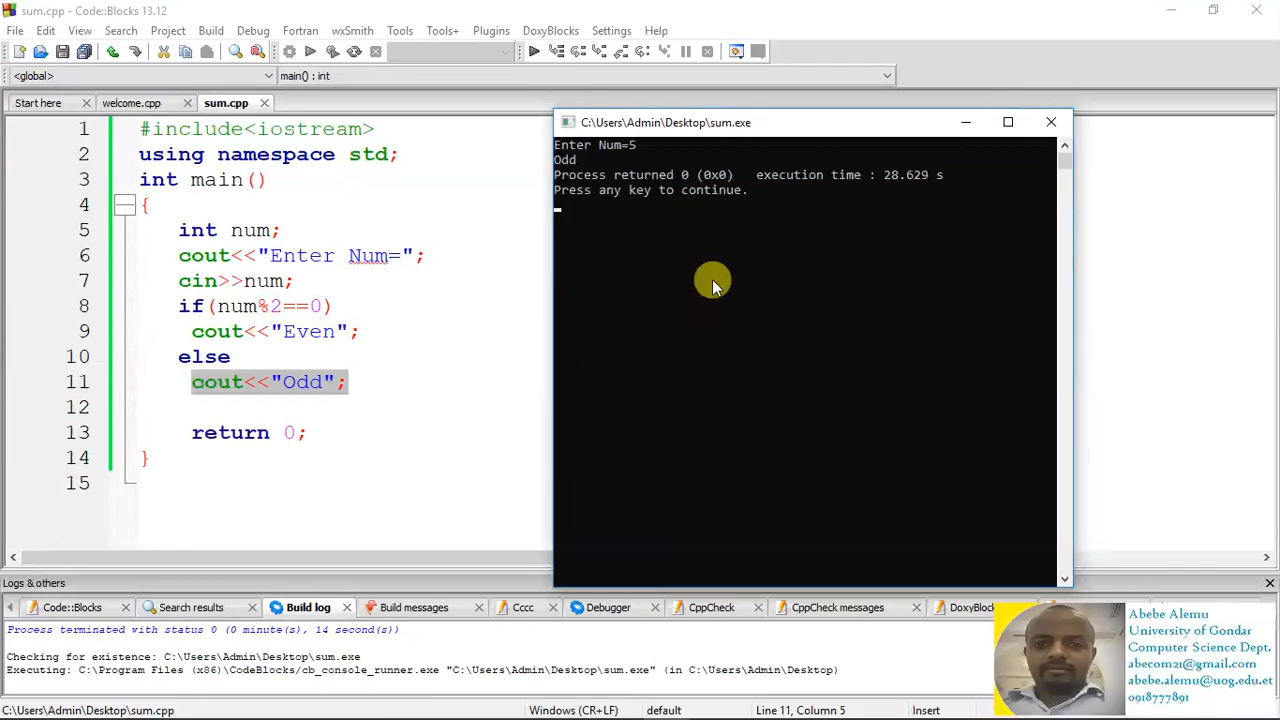 sum.cpp - Code::Blocks 13.12
File Edit View Search Project Build Debug Fortran wxSmith Tools Tools+ Plugins DoxyBlocks Settings Help
<global> main() : int
Start here welcome.cpp sum.cpp
1 #include<iostream>
2 using namespace std;
3 int main()
4 {
5 int num;
6 cout<<"Enter Num=";
7 cin>>num;
8 if(num%2==0)
9 cout<<"Even";
10 else
11 cout<<"Odd";
12
13 return 0;
14 }
15
C:\Users\Admin\Desktop\sum.exe
Enter Num=5
Odd
Process returned 0 (0x0) execution time : 28.629 s
Press any key to continue.
Logs & others
Code::Blocks Search results Build log Build messages Cccc Debugger CppCheck CppCheck messages DoxyBlock
Process terminated with status 0 (0 minute(s), 14 second(s))
Checking for existence: C:\Users\Admin\Desktop\sum.exe
Executing: C:\Program Files (x86)\CodeBlocks/cb_console_runner.exe "C:\Users\Admin\Desktop\sum.exe" (in C:\Users\Admin\Desktop)
C:\Users\Admin\Desktop\sum.cpp Windows (CR+LF) default Line 11, Column 5 Insert
Abebe Alemu
University of Gondar
Computer Science Dept.
abecom21@gmail.com
abebe.alemu@uog.edu.et
0918777891